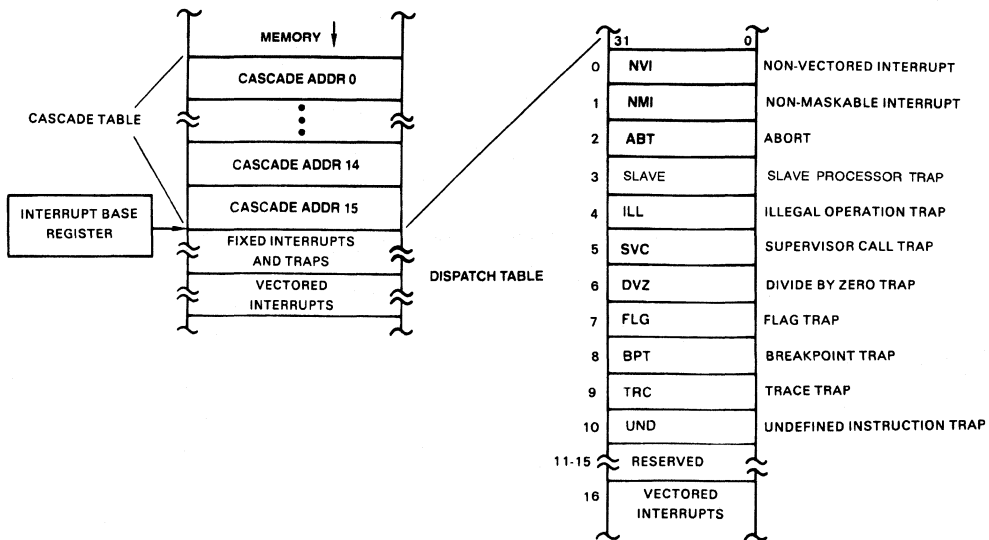 MEMORY
CASCADE ADDR 0
CASCADE TABLE
CASCADE ADDR 14
CASCADE ADDR 15
INTERRUPT BASE
REGISTER
FIXED INTERRUPTS
AND TRAPS
VECTORED
INTERRUPTS
DISPATCH TABLE
31 0
0 NVI NON-VECTORED INTERRUPT
1 NMI NON-MASKABLE INTERRUPT
2 ABT ABORT
3 SLAVE SLAVE PROCESSOR TRAP
4 ILL ILLEGAL OPERATION TRAP
5 SVC SUPERVISOR CALL TRAP
6 DVZ DIVIDE BY ZERO TRAP
7 FLG FLAG TRAP
8 BPT BREAKPOINT TRAP
9 TRC TRACE TRAP
10 UND UNDEFINED INSTRUCTION TRAP
11-15 RESERVED
16 VECTORED
INTERRUPTS